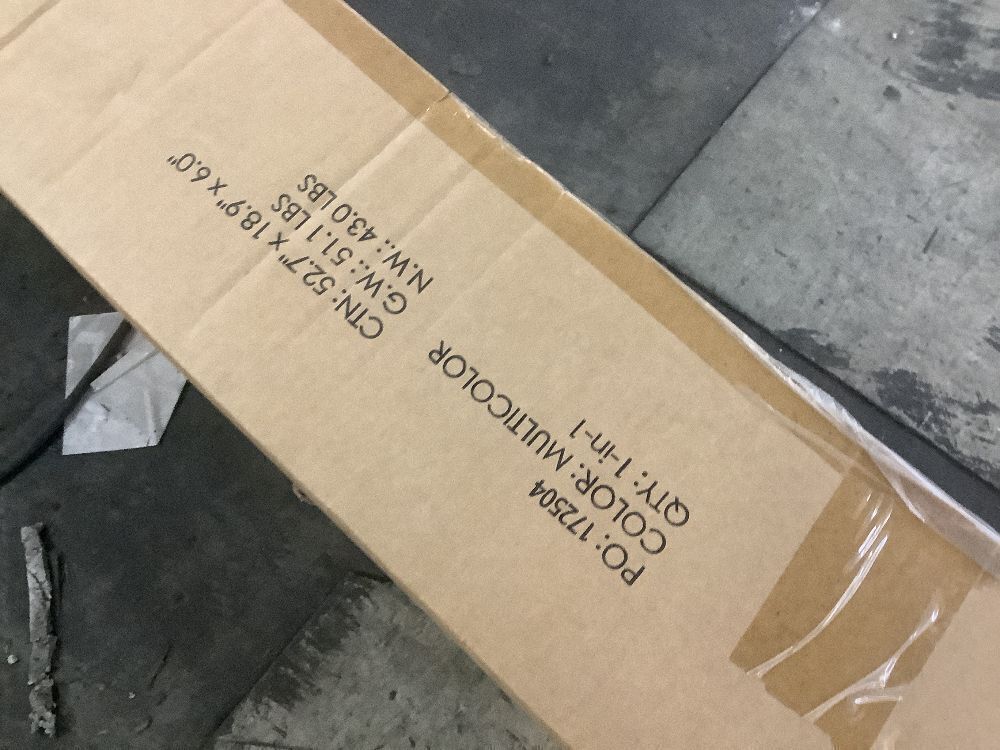 PO: 172504
COLOR: MULTICOLOR
QTY: 1-in-1
CTN: 52.7" x 18.9" x 6.0"
G.W.: 51.1 LBS
N.W.: 43.0 LBS